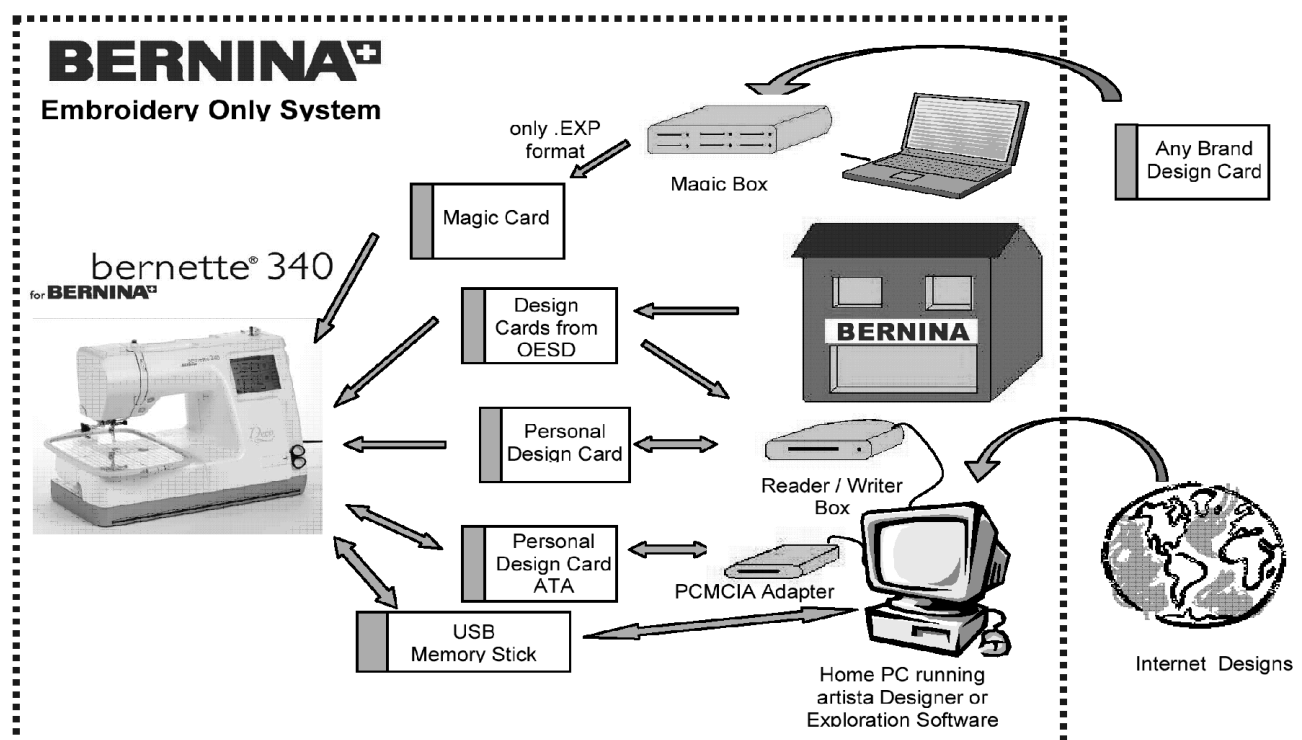 BERNINA
Embroidery Only System
only .EXP
format
Magic Box
Any Brand
Design Card
Magic Card
bernette® 340
for BERNINA
Design
Cards from
OESD
BERNINA
Personal
Design Card
Reader / Writer
Box
Personal
Design Card
ATA
PCMCIA Adapter
USB
Memory Stick
Internet Designs
Home PC running
artista Designer or
Exploration Software